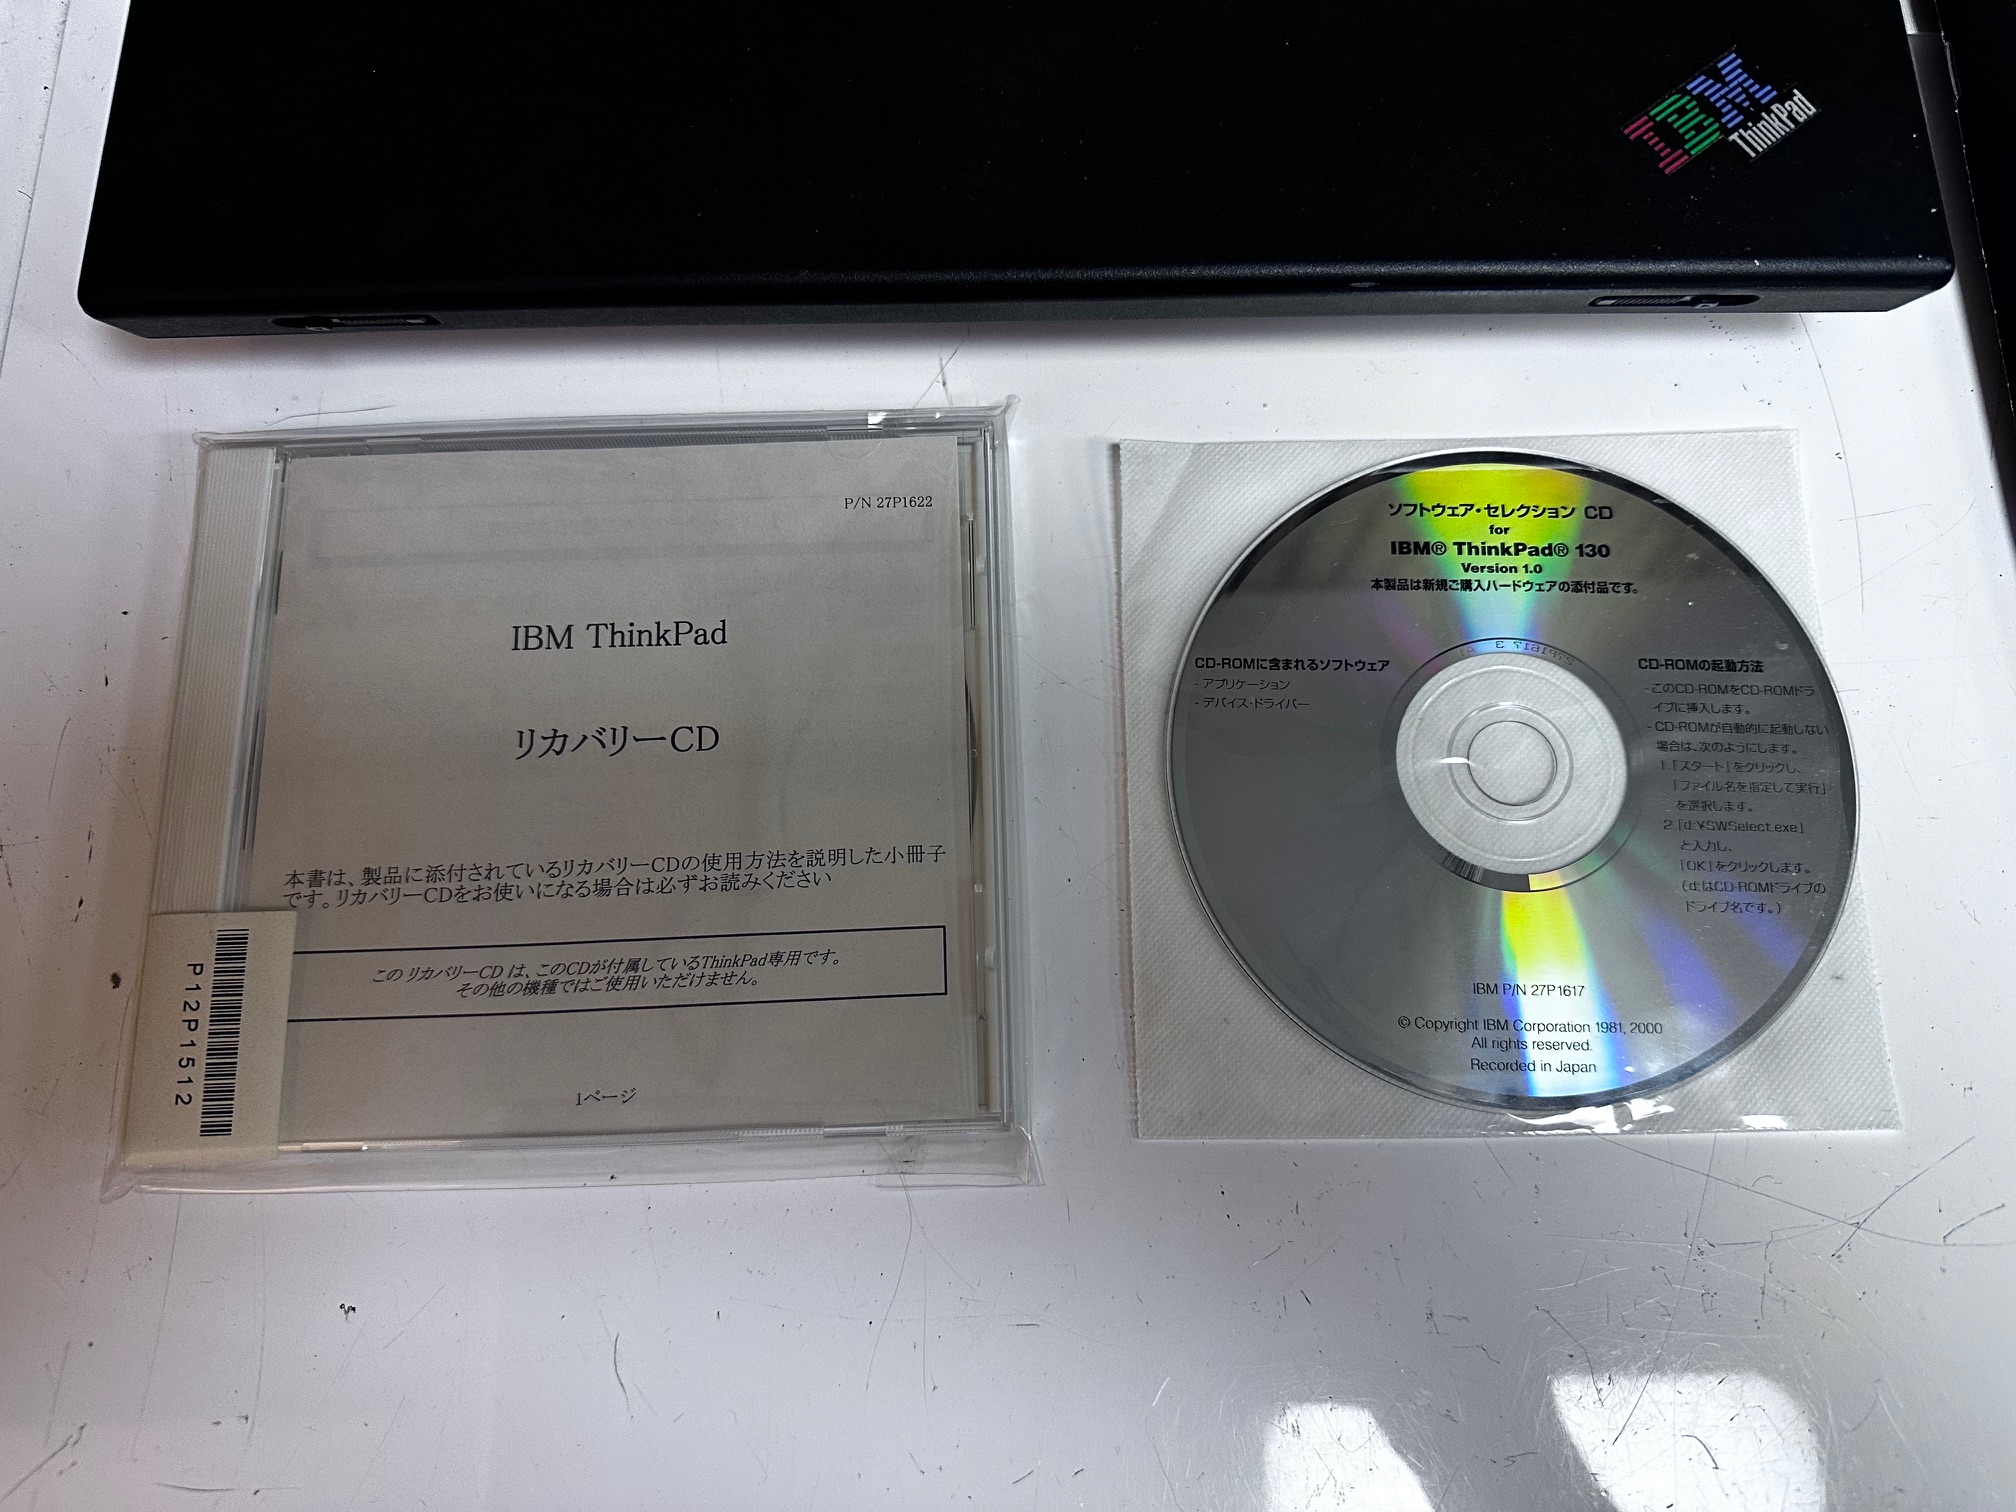 IBM
ThinkPad
P/N 27P1622
IBM ThinkPad
リカバリーCD
本書は、製品に添付されているリカバリーCDの使用方法を説明した小冊子
です。リカバリーCDをお使いになる場合は必ずお読みください
このリカバリーCD は、このCDが付属しているThinkPad専用です。
その他の機種ではご使用いただけません。
1ページ
P12P1512
ソフトウェア・セレクション CD
for
IBM® ThinkPad® 130
Version 1.0
本製品は新規ご購入ハードウェアの添付品です。
27P1617 3
CD-ROMに含まれるソフトウェア
- アプリケーション
- デバイス・ドライバー
CD-ROMの起動方法
- このCD-ROMをCD-ROMドラ
イブに挿入します。
- CD-ROMが自動的に起動しない
場合は、次のようにします。
1.「スタート」をクリックし、
「ファイル名を指定して実行」
を選択します。
2.「d:¥SWSelect.exe」
と入力し、
「OK」をクリックします。
(d:はCD-ROMドライブの
ドライブ名です。)
IBM P/N 27P1617
© Copyright IBM Corporation 1981, 2000
All rights reserved.
Recorded in Japan